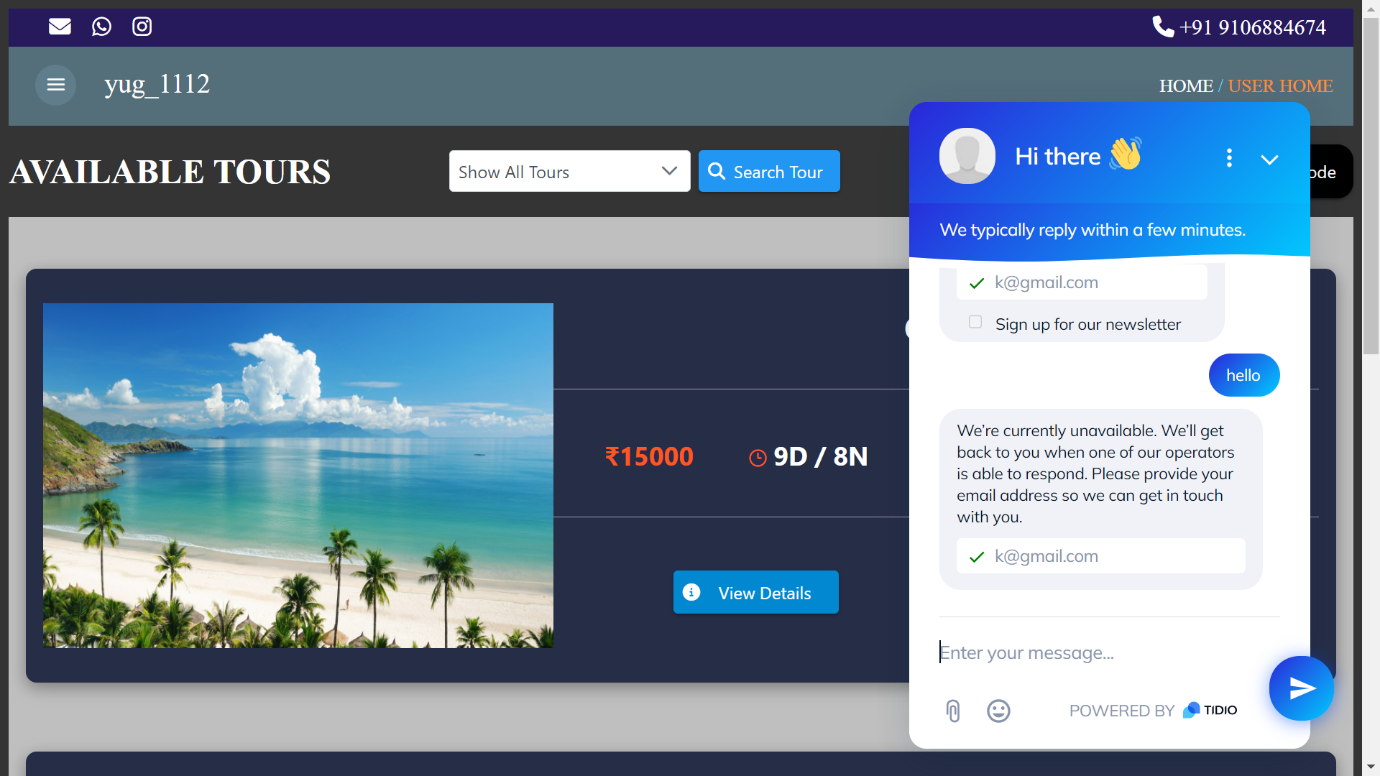 +91 9106884674
yug_1112
HOME / USER HOME
AVAILABLE TOURS
Show All Tours
Search Tour
₹15000
9D / 8N
View Details
Hi there 👋
We typically reply within a few minutes.
k@gmail.com
Sign up for our newsletter
hello
We're currently unavailable. We'll get
back to you when one of our operators
is able to respond. Please provide your
email address so we can get in touch
with you.
k@gmail.com
Enter your message...
POWERED BY TIDIO